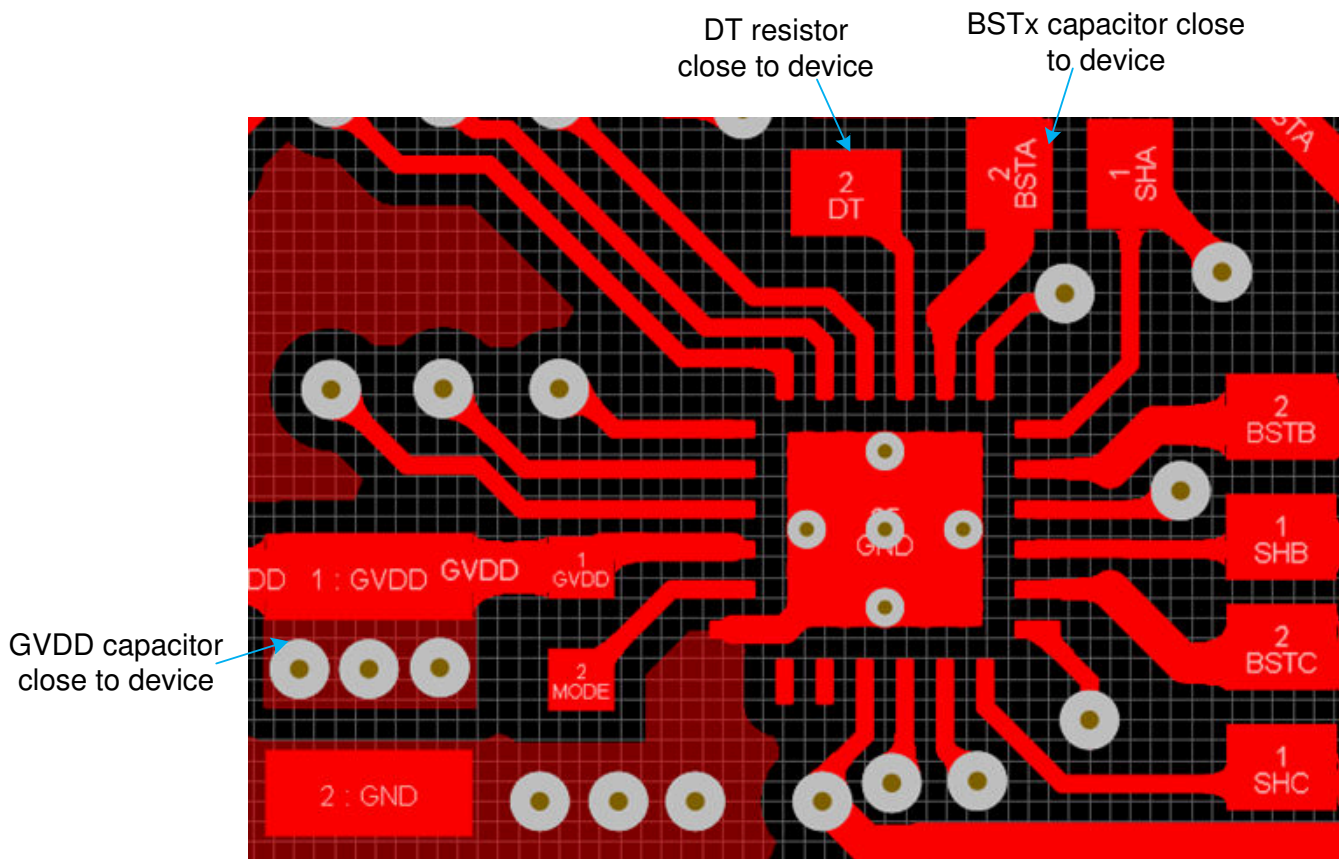 DT resistor
close to device
BSTx capacitor close
to device
2
DT
2
BSTA
1
SHA
STA
2
BSTB
1
SHB
GND
DD 1 : GVDD GVDD
1
GVDD
GVDD capacitor
close to device
2
MODE
2
BSTC
1
SHC
2 : GND